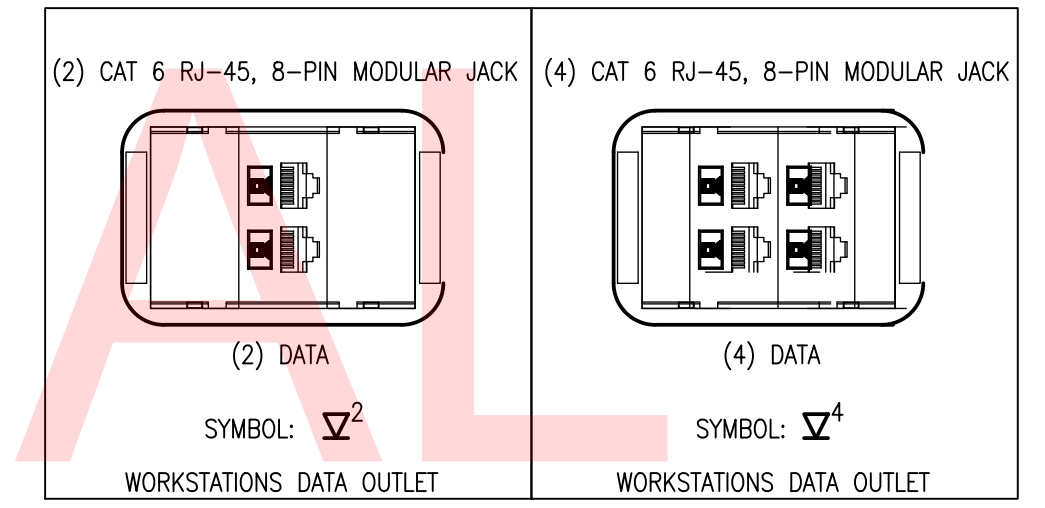 (2) CAT 6 RJ-45, 8-PIN MODULAR JACK
(2) DATA
SYMBOL: 2
WORKSTATIONS DATA OUTLET
(4) CAT 6 RJ-45, 8-PIN MODULAR JACK
(4) DATA
SYMBOL: 4
WORKSTATIONS DATA OUTLET
AL